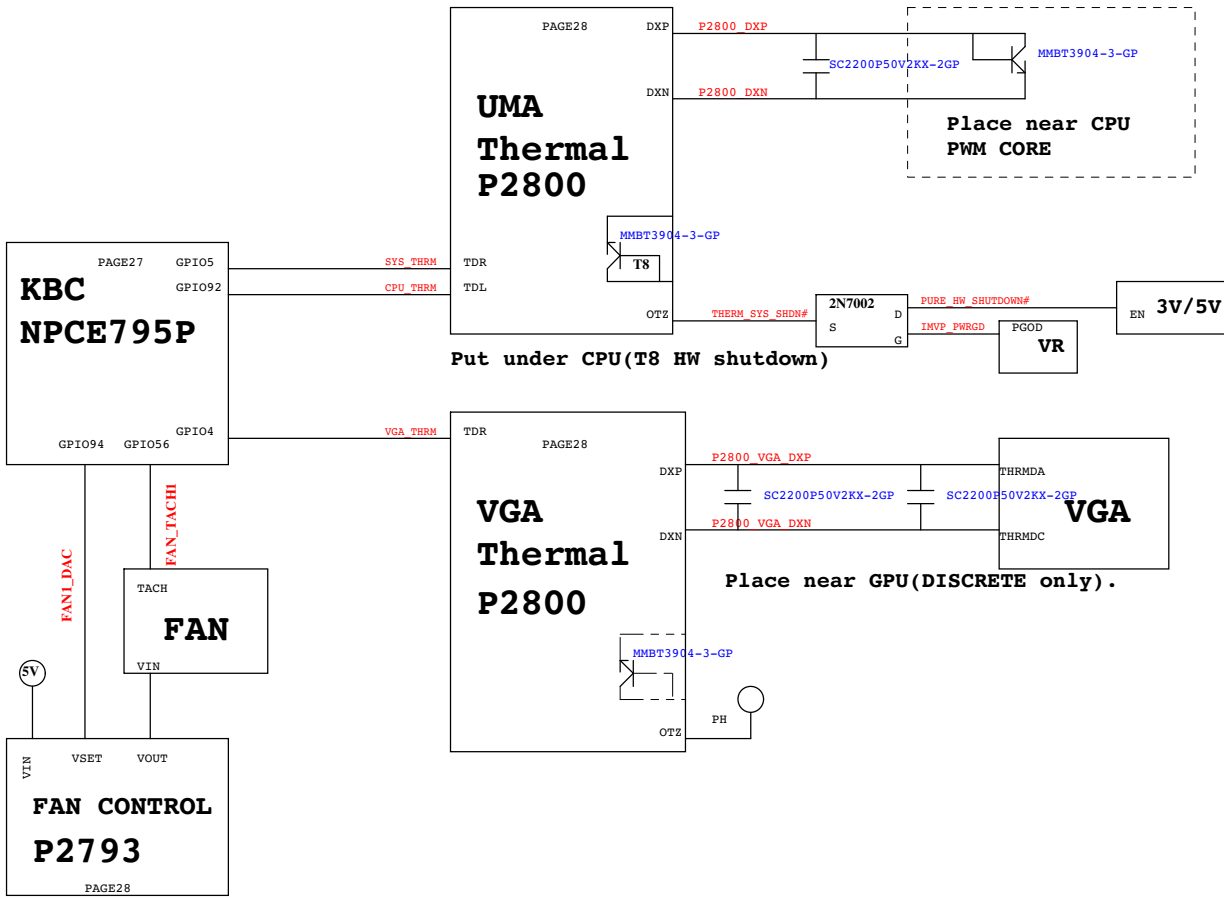 PAGE28
DXP
P2800_DXP
SC2200P50V2KX-2GP
MMBT3904-3-GP
DXN
P2800_DXN
UMA
Thermal
P2800
Place near CPU
PWM CORE
MMBT3904-3-GP
T8
PAGE27
GPIO5
SYS_THRM
TDR
KBC
NPCE795P
GPIO92
CPU_THRM
TDL
OTZ
THERM_SYS_SHDN#
2N7002
S
D
G
PURE_HW_SHUTDOWN#
IMVP_PWRGD
PGOD
VR
EN
3V/5V
Put under CPU(T8 HW shutdown)
GPIO94
GPIO56
GPIO4
VGA_THRM
TDR
PAGE28
DXP
P2800_VGA_DXP
THRMDA
SC2200P50V2KX-2GP
SC2200P50V2KX-2GP
VGA
Thermal
P2800
VGA
DXN
P2800_VGA_DXN
THRMDC
Place near GPU(DISCRETE only).
FAN1_DAC
FAN_TACH1
TACH
FAN
VIN
MMBT3904-3-GP
OTZ
PH
5V
VIN
VSET
VOUT
FAN CONTROL
P2793
PAGE28